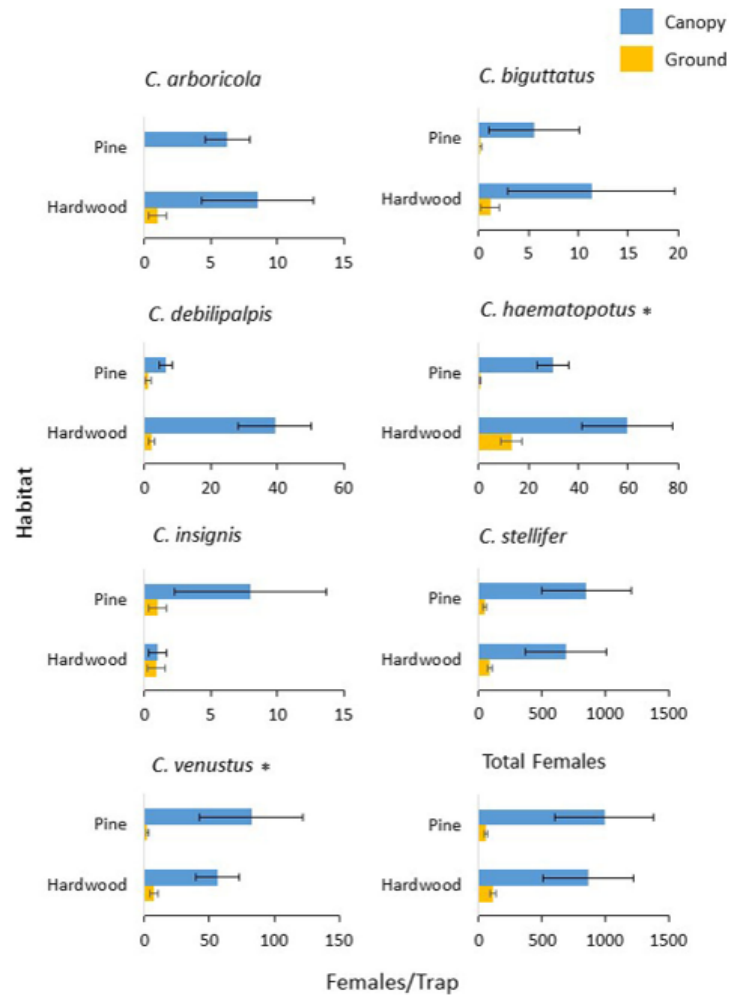 Canopy
Ground
C. arboricola
Pine
Hardwood
0 5 10 15
C. biguttatus
Pine
Hardwood
0 5 10 15 20
C. debilipalpis
Pine
Hardwood
0 20 40 60
C. haematopotus *
Pine
Hardwood
0 20 40 60 80
Habitat
C. insignis
Pine
Hardwood
0 5 10 15
C. stellifer
Pine
Hardwood
0 500 1000 1500
C. venustus *
Pine
Hardwood
0 50 100 150
Total Females
Pine
Hardwood
0 500 1000 1500
Females/Trap